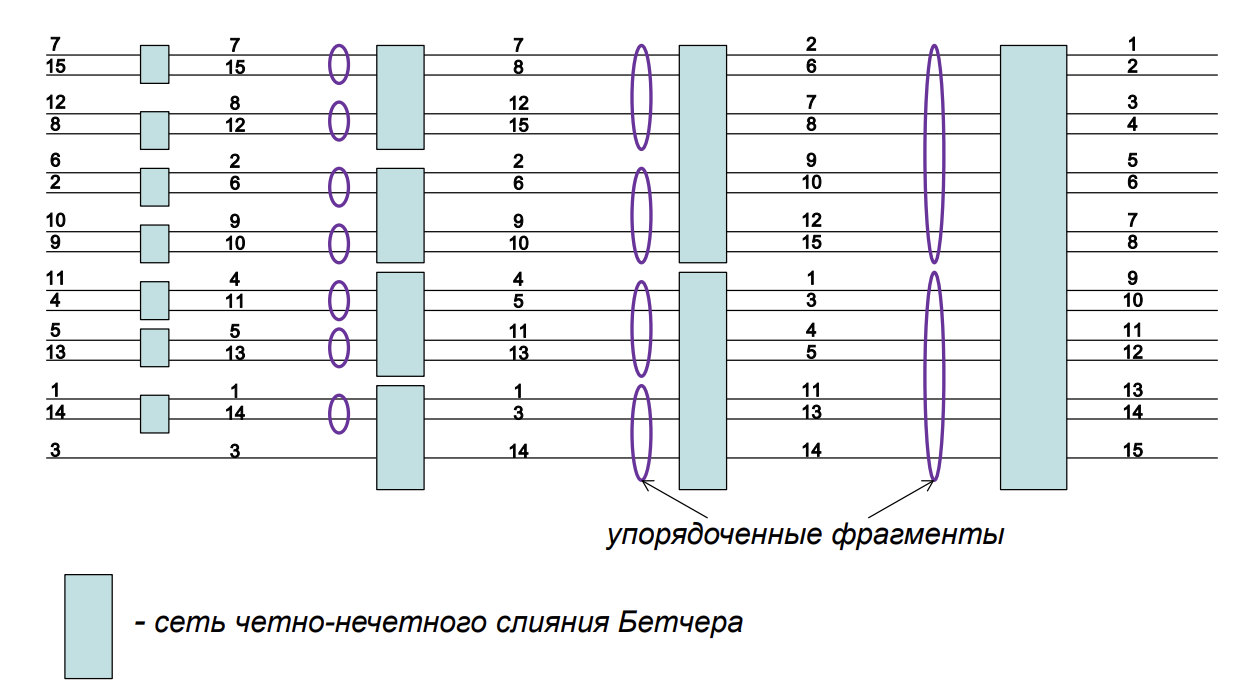 7 7 7 2 1
15 15 8 6 2
12 8 12 7 3
8 12 15 8 4
6 2 2 9 5
2 6 6 10 6
10 9 9 12 7
9 10 10 15 8
11 4 4 1 9
4 11 5 3 10
5 5 11 4 11
13 13 13 5 12
1 1 1 11 13
14 14 3 13 14
3 3 14 14 15
упорядоченные фрагменты
- сеть четно-нечетного слияния Бетчера